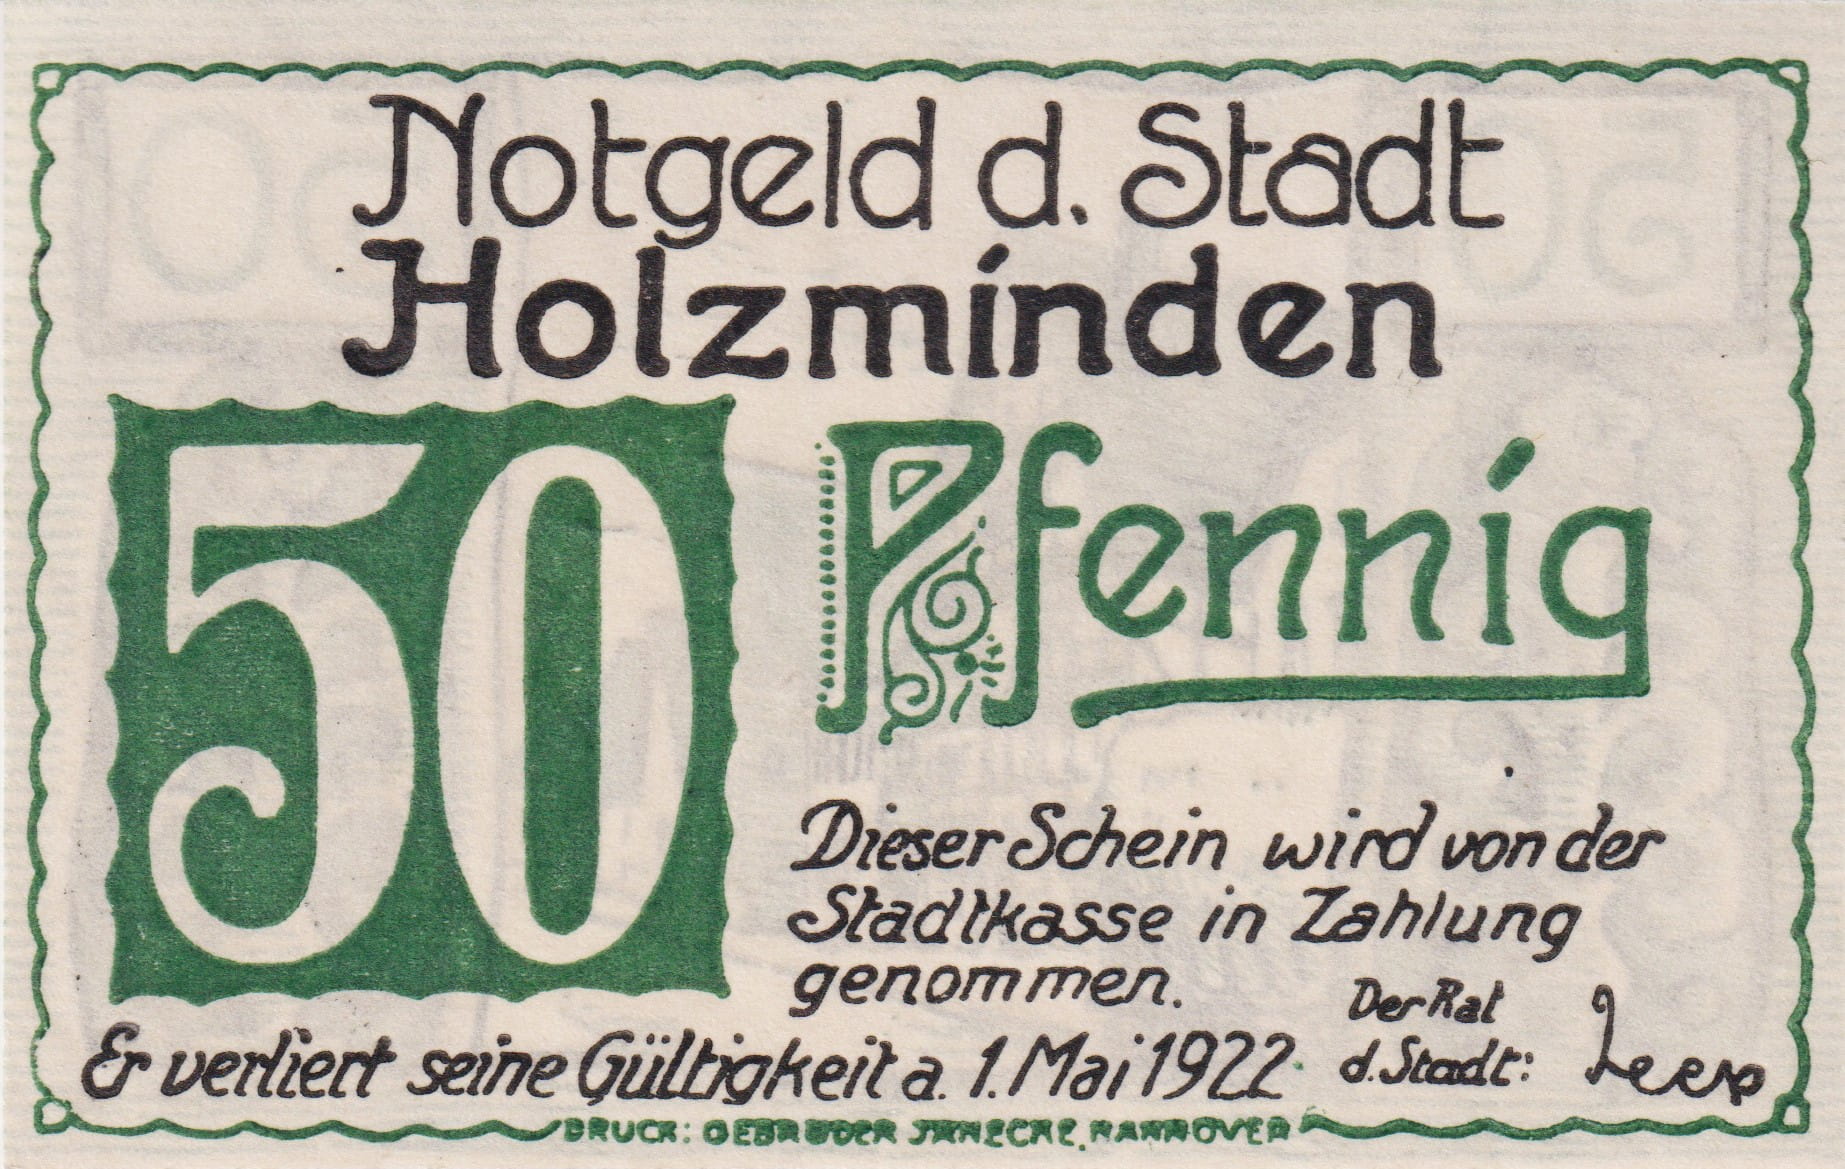 Notgeld d. Stadt
Holzminden
50 Pfennig
Dieser Schein wird von der
Stadtkasse in Zahlung
genommen.
Der Rat
d. Stadt:
Er verliert seine Gültigkeit a. 1. Mai 1922
DRUCK: GEBRÜDER JÄNECKE, HANNOVER